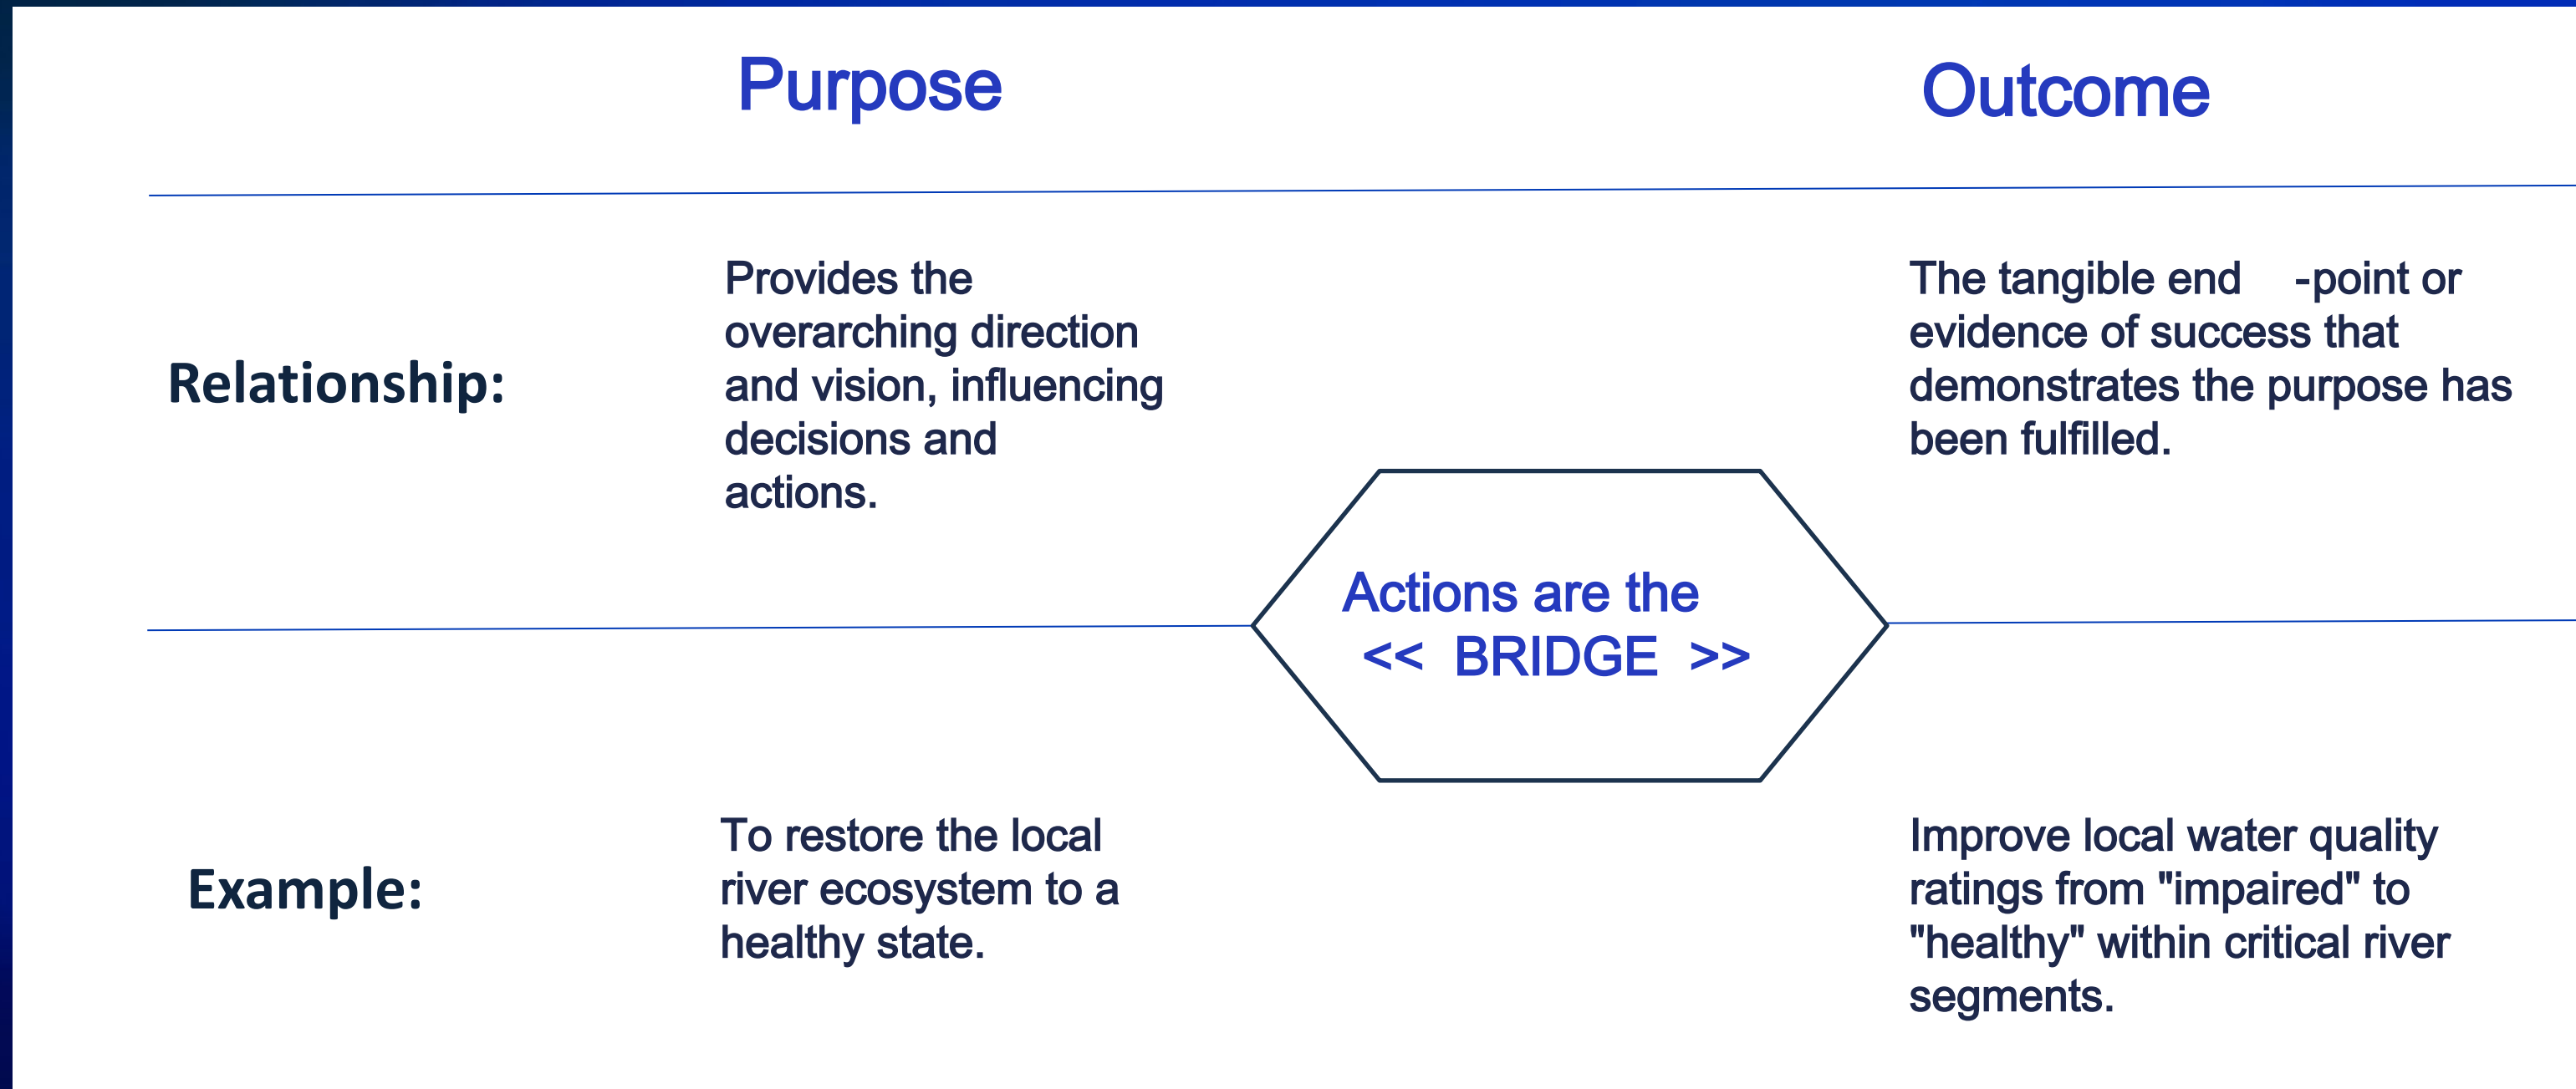 Purpose
Outcome
Relationship:
Provides the
overarching direction
and vision, influencing
decisions and
actions.
The tangible end -point or
evidence of success that
demonstrates the purpose has
been fulfilled.
Actions are the
<< BRIDGE >>
Example:
To restore the local
river ecosystem to a
healthy state.
Improve local water quality
ratings from "impaired" to
"healthy" within critical river
segments.